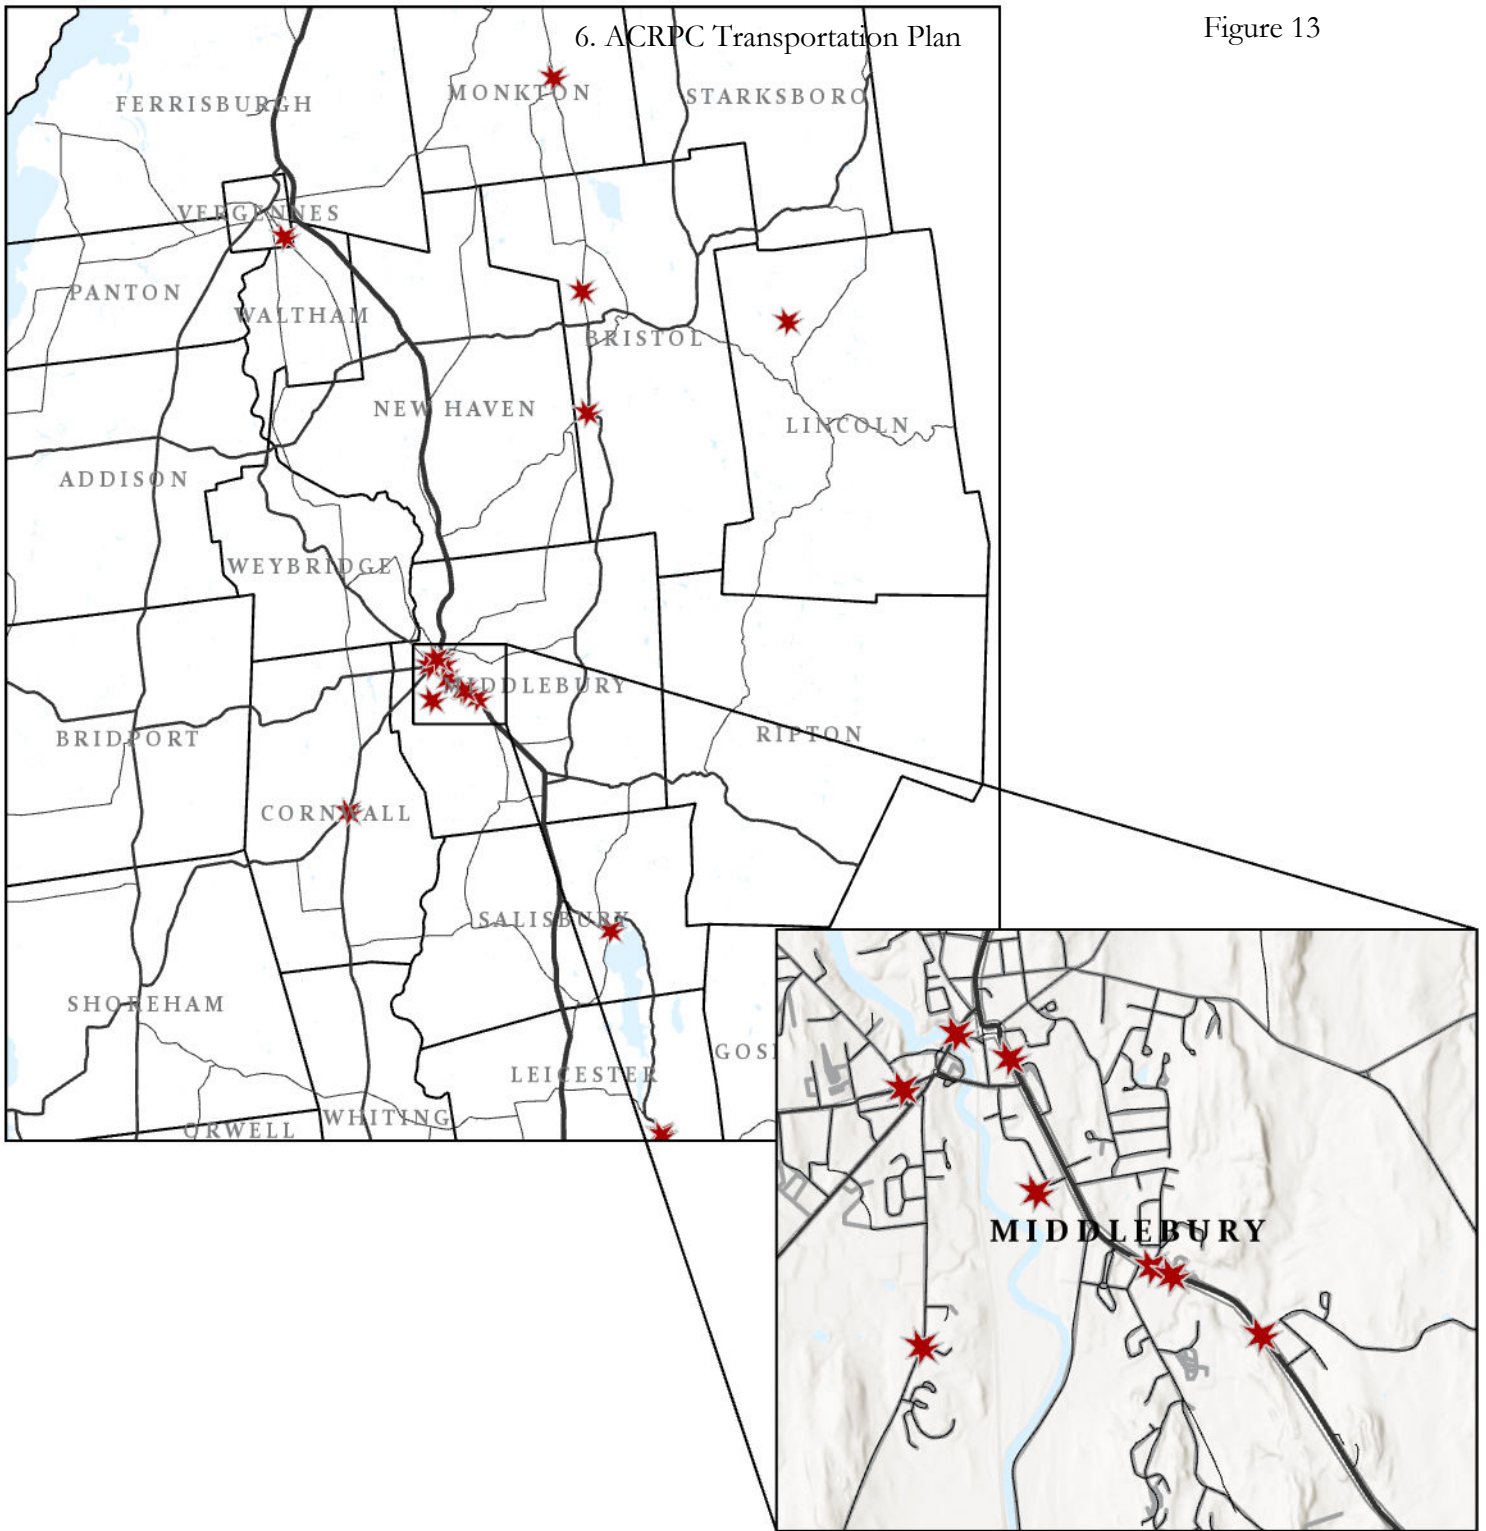 6. ACRPC Transportation Plan
Figure 13
FERRISBURGH
MONKTON
STARKSBORO
VERGENNES
PANTON
WALTHAM
BRISTOL
NEW HAVEN
LINCOLN
ADDISON
WEYBRIDGE
MIDDLEBURY
BRIDPORT
RIPTON
CORNWALL
SALISBURY
SHOREHAM
GOSH
LEICESTER
WHITING
ORWELL
MIDDLEBURY